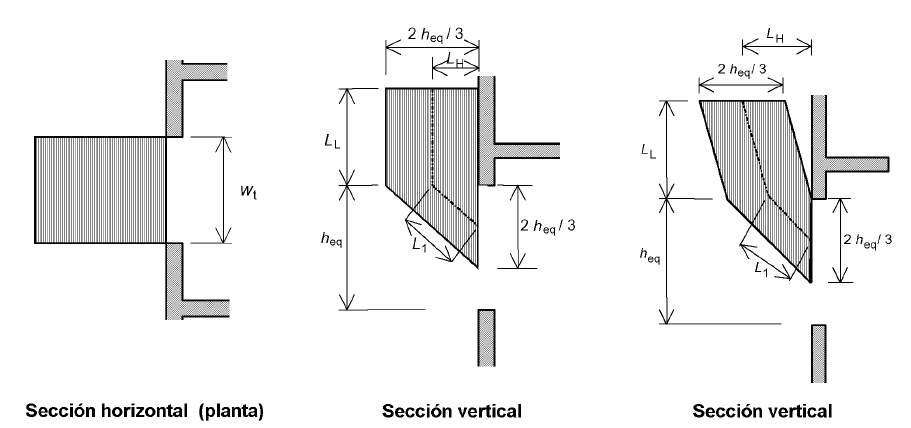 w_t
Sección horizontal (planta)
2 h_eq / 3
L_H
L_L
h_eq
L_1
2 h_eq / 3
Sección vertical
L_H
2 h_eq / 3
L_L
h_eq
L_1
2 h_eq / 3
Sección vertical